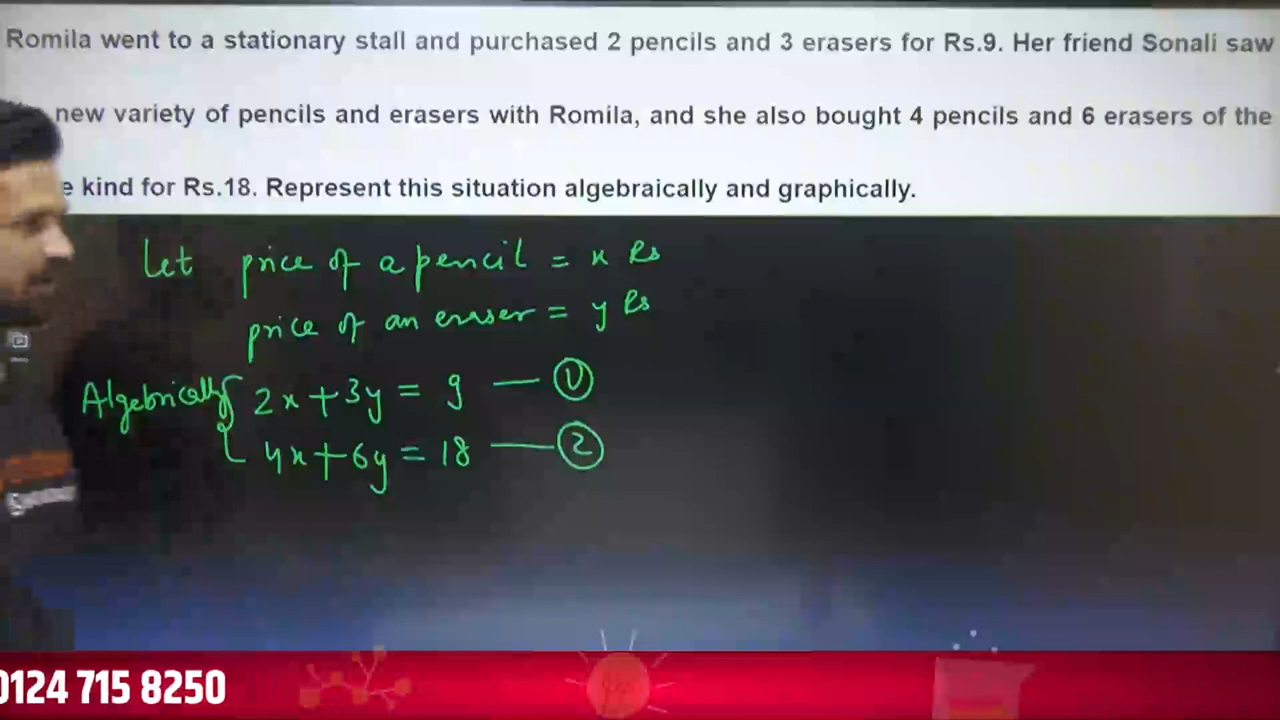 Romila went to a stationary stall and purchased 2 pencils and 3 erasers for Rs.9. Her friend Sonali saw
new variety of pencils and erasers with Romila, and she also bought 4 pencils and 6 erasers of the
e kind for Rs.18. Represent this situation algebraically and graphically.
Let price of a pencil = x Rs
price of an eraser = y Rs
Algebrically { 2x + 3y = 9 — ①
4x + 6y = 18 — ②
0124 715 8250